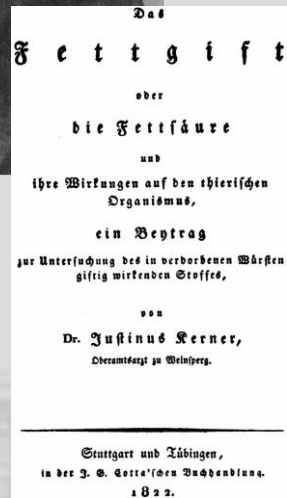 Das
Fettgift
oder
die Fettsäure
und
ihre Wirkungen auf den thierischen
Organismus,
ein Beytrag
zur Untersuchung des in verdorbenen Würsten
giftig wirkenden Stoffes,
von
Dr. Justinus Kerner,
Oberamtsarzt zu Weinsperg.
Stuttgart und Tübingen,
in der J. G. Cotta'schen Buchhandlung.
1822.